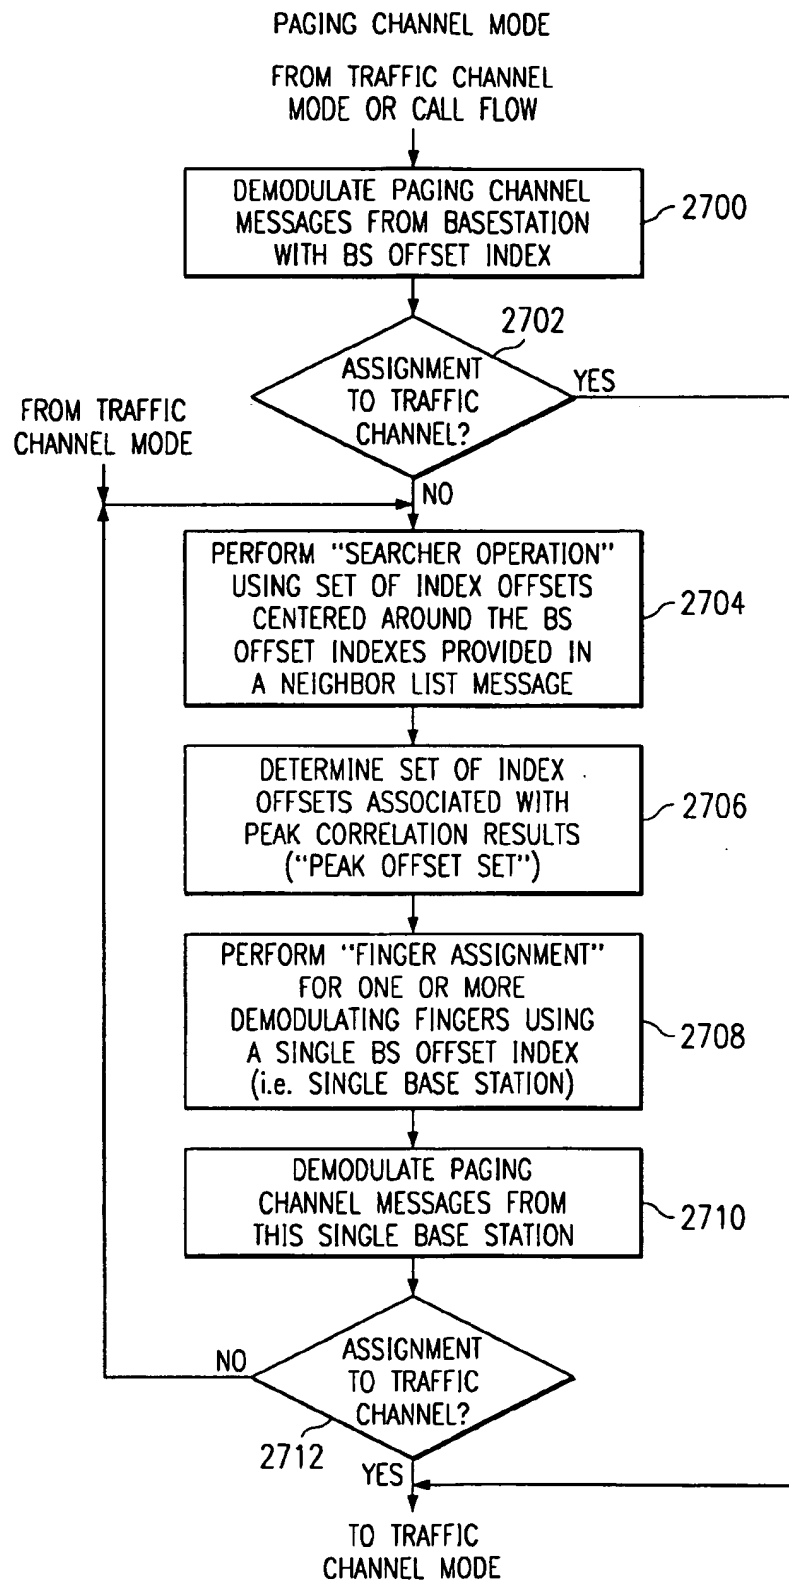 PAGING CHANNEL MODE
FROM TRAFFIC CHANNEL
MODE OR CALL FLOW
DEMODULATE PAGING CHANNEL
MESSAGES FROM BASESTATION
WITH BS OFFSET INDEX
2700
2702
ASSIGNMENT
TO TRAFFIC
CHANNEL?
YES
FROM TRAFFIC
CHANNEL MODE
NO
PERFORM "SEARCHER OPERATION"
USING SET OF INDEX OFFSETS
CENTERED AROUND THE BS
OFFSET INDEXES PROVIDED IN
A NEIGHBOR LIST MESSAGE
2704
DETERMINE SET OF INDEX
OFFSETS ASSOCIATED WITH
PEAK CORRELATION RESULTS
("PEAK OFFSET SET")
2706
PERFORM "FINGER ASSIGNMENT"
FOR ONE OR MORE
DEMODULATING FINGERS USING
A SINGLE BS OFFSET INDEX
(i.e. SINGLE BASE STATION)
2708
DEMODULATE PAGING
CHANNEL MESSAGES FROM
THIS SINGLE BASE STATION
2710
NO
ASSIGNMENT
TO TRAFFIC
CHANNEL?
2712
YES
TO TRAFFIC
CHANNEL MODE